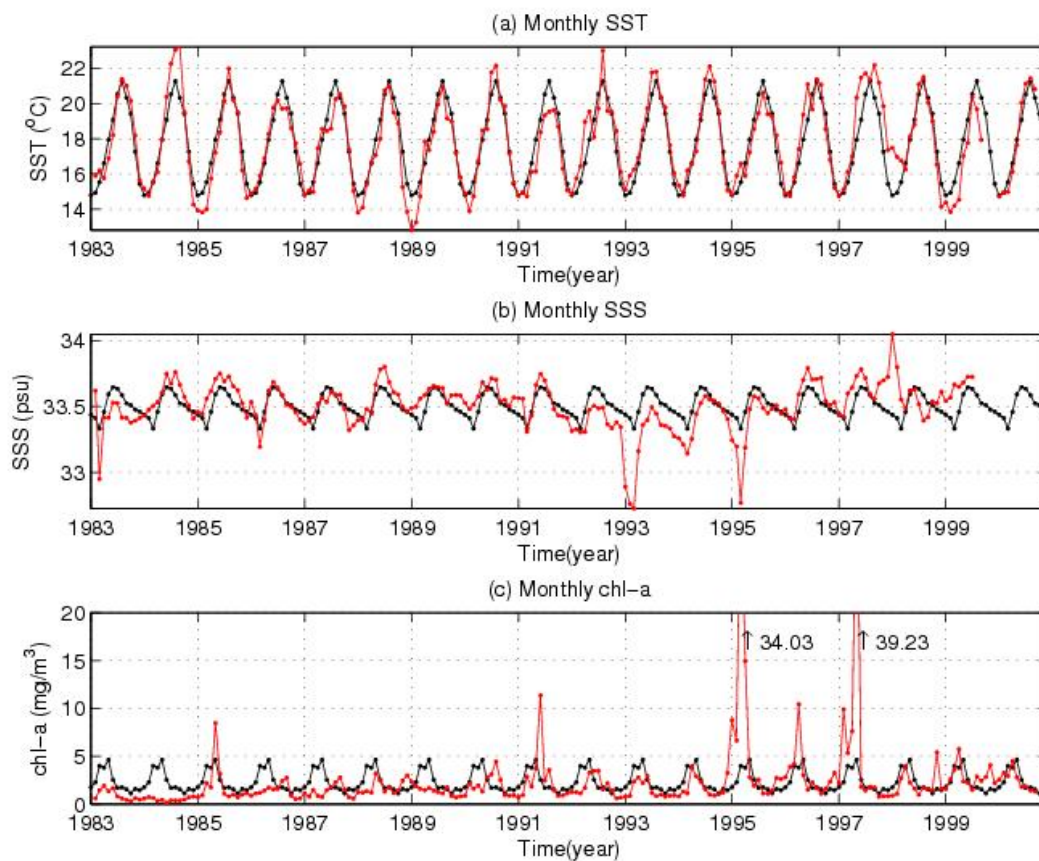 (a) Monthly SST
SST (°C)
22
20
18
16
14
1983 1985 1987 1989 1991 1993 1995 1997 1999
Time(year)
(b) Monthly SSS
SSS (psu)
34
33.5
33
1983 1985 1987 1989 1991 1993 1995 1997 1999
Time(year)
(c) Monthly chl-a
chl-a (mg/m³)
20
↑ 34.03 ↑ 39.23
15
10
5
0
1983 1985 1987 1989 1991 1993 1995 1997 1999
Time(year)